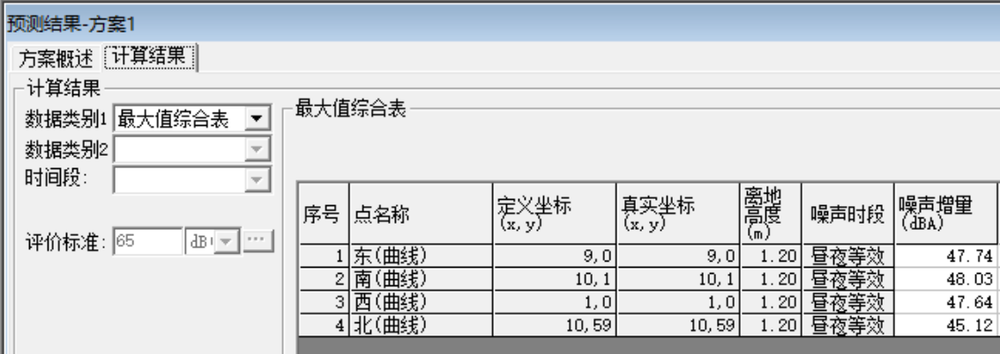 预测结果-方案1
方案概述 计算结果
计算结果
数据类别1 最大值综合表
数据类别2
时间段:
评价标准: 65 dB
最大值综合表
序号 点名称 定义坐标(x, y) 真实坐标(x, y) 离地高度(m) 噪声时段 噪声增量(dBA)
1 东(曲线) 9,0 9,0 1.20 昼夜等效 47.74
2 南(曲线) 10,1 10,1 1.20 昼夜等效 48.03
3 西(曲线) 1,0 1,0 1.20 昼夜等效 47.64
4 北(曲线) 10,59 10,59 1.20 昼夜等效 45.12